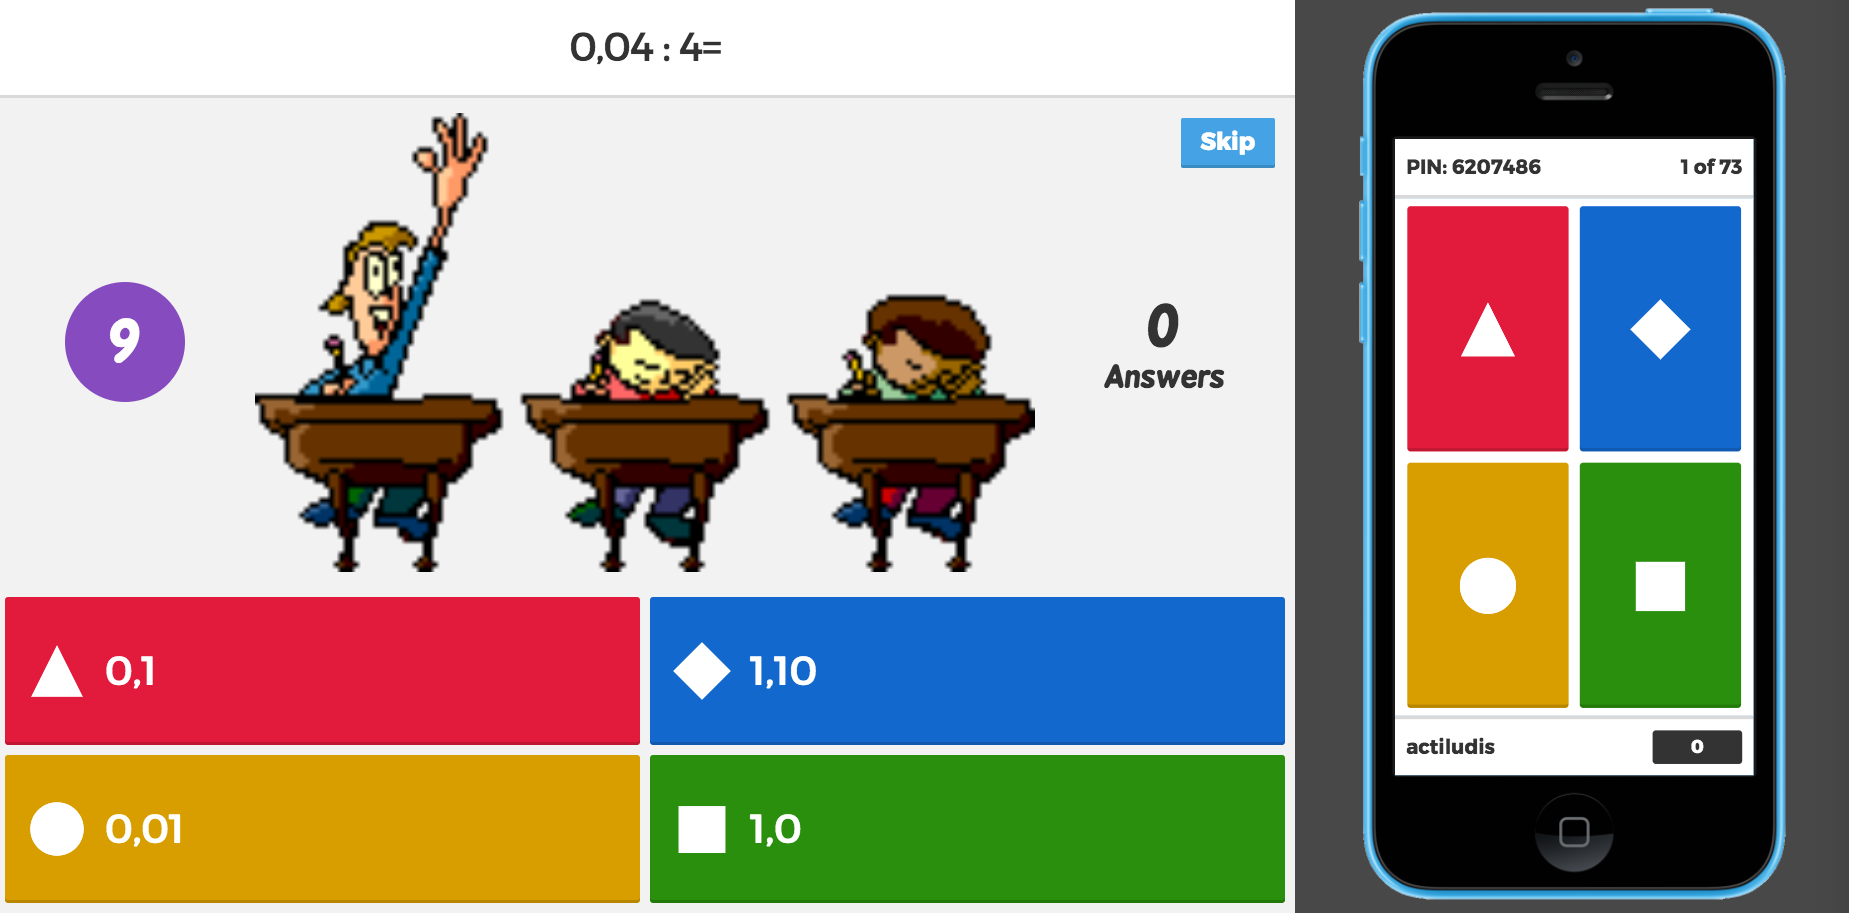 0,04 : 4=
Skip
9
0
Answers
0,1
1,10
0,01
1,0
PIN: 6207486
1 of 73
actiludis
0